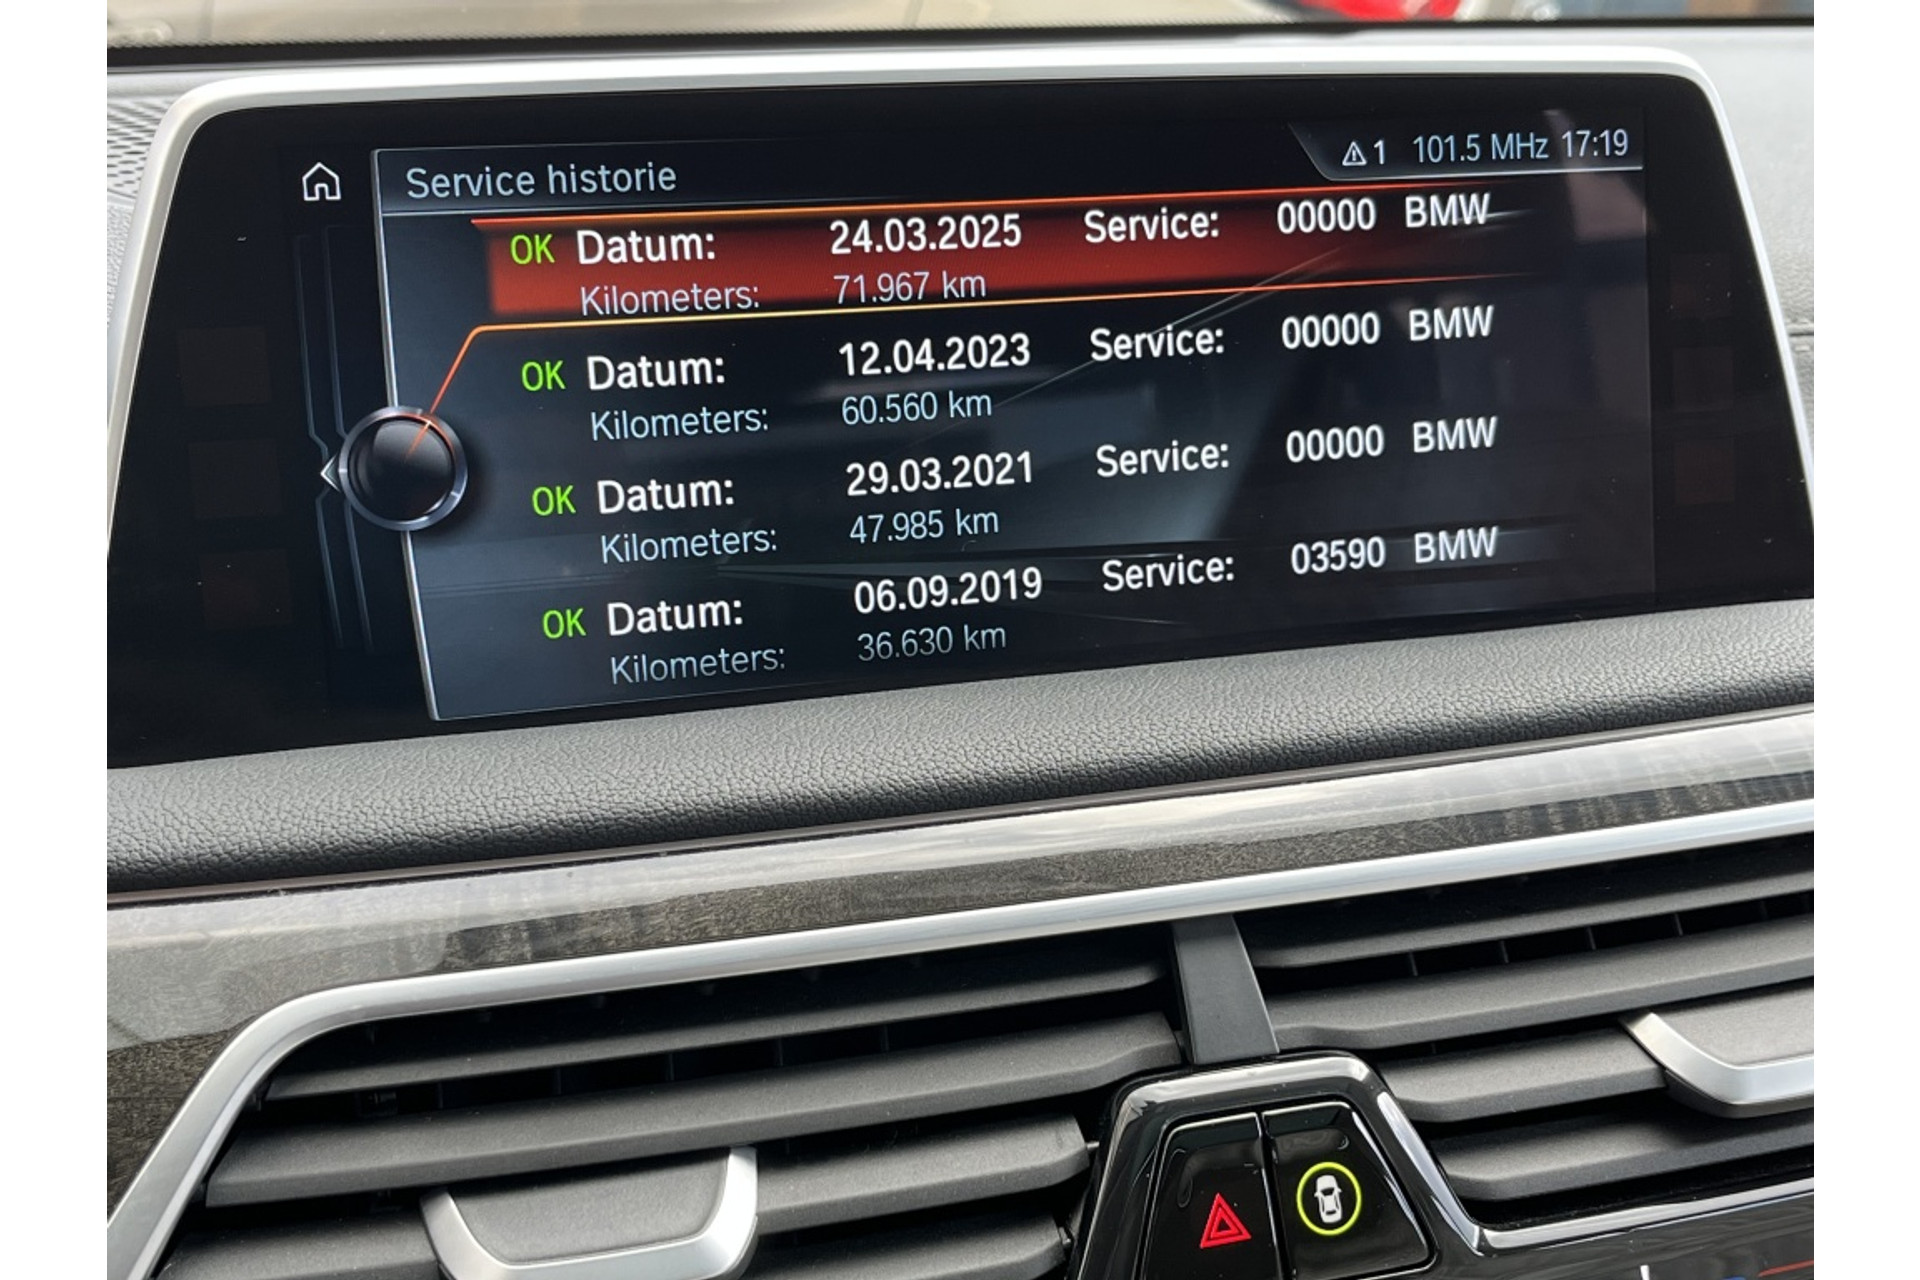 Service historie
1 101.5 MHz 17:19
OK Datum: 24.03.2025 Service: 00000 BMW
Kilometers: 71.967 km
OK Datum: 12.04.2023 Service: 00000 BMW
Kilometers: 60.560 km
OK Datum: 29.03.2021 Service: 00000 BMW
Kilometers: 47.985 km
OK Datum: 06.09.2019 Service: 03590 BMW
Kilometers: 36.630 km